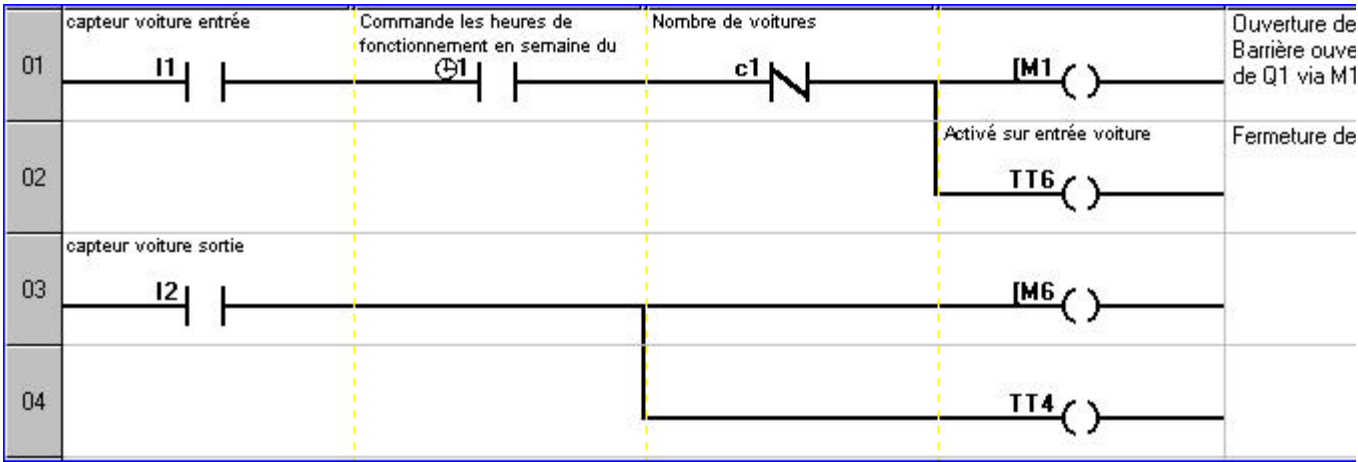 capteur voiture entrée
Commande les heures de
fonctionnement en semaine du
Nombre de voitures
Ouverture de
Barrière ouve
de Q1 via M1
01
I1
1
c1
[M1
Activé sur entrée voiture
Fermeture de
02
TT6
capteur voiture sortie
03
I2
[M6
04
TT4